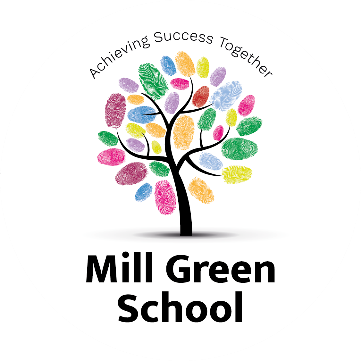 Achieving Success Together
Mill Green
School